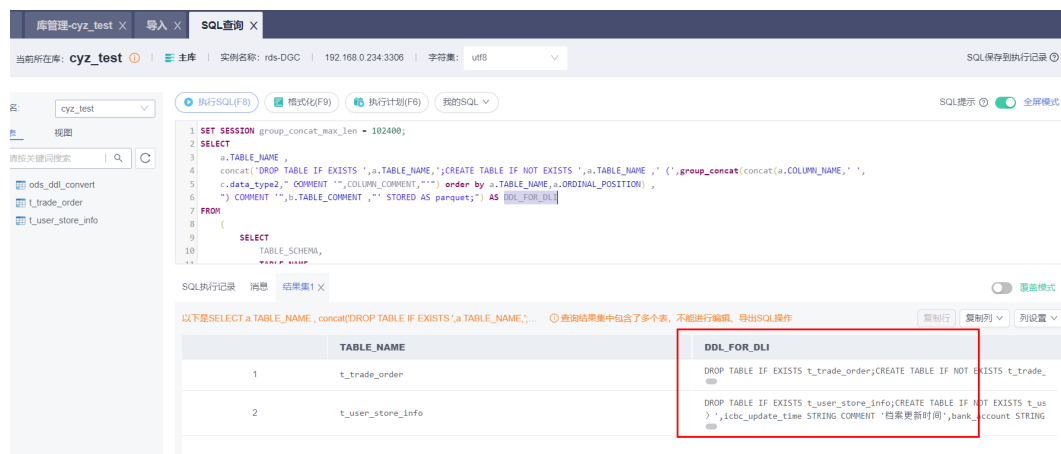 库管理-cyz_test X 导入 X SQL查询 X
当前所在库: cyz_test 主库 | 实例名称: rds-DGC | 192.168.0.234:3306 | 字符集: utf8 SQL保存到执行记录
名: cyz_test 执行SQL(F8) 格式化(F9) 执行计划(F6) 我的SQL SQL提示 全屏模式
视图
请按关键词搜索
ods_ddl_convert
t_trade_order
t_user_store_info
1 SET SESSION group_concat_max_len = 102400;
2 SELECT
3 a.TABLE_NAME ,
4 concat('DROP TABLE IF EXISTS ',a.TABLE_NAME,';CREATE TABLE IF NOT EXISTS ',a.TABLE_NAME ,' (',group_concat(concat(a.COLUMN_NAME,' ',
5 c.data_type2," COMMENT '",COLUMN_COMMENT,"'") order by a.TABLE_NAME,a.ORDINAL_POSITION) ,
6 ") COMMENT '",b.TABLE_COMMENT ,"' STORED AS parquet;") AS DDL_FOR_DLI
7 FROM
8 (
9 SELECT
10 TABLE_SCHEMA,
11 TABLE_NAME
SQL执行记录 消息 结果集1 X 覆盖模式
以下是SELECT a.TABLE_NAME , concat('DROP TABLE IF EXISTS ',a.TABLE_NAME,';... 查询结果集中包含了多个表，不能进行编辑、导出SQL操作 复制行 复制列 列设置
TABLE_NAME DDL_FOR_DLI
1 t_trade_order DROP TABLE IF EXISTS t_trade_order;CREATE TABLE IF NOT EXISTS t_trade_
2 t_user_store_info DROP TABLE IF EXISTS t_user_store_info;CREATE TABLE IF NOT EXISTS t_us
) ',icbc_update_time STRING COMMENT '档案更新时间',bank_account STRING